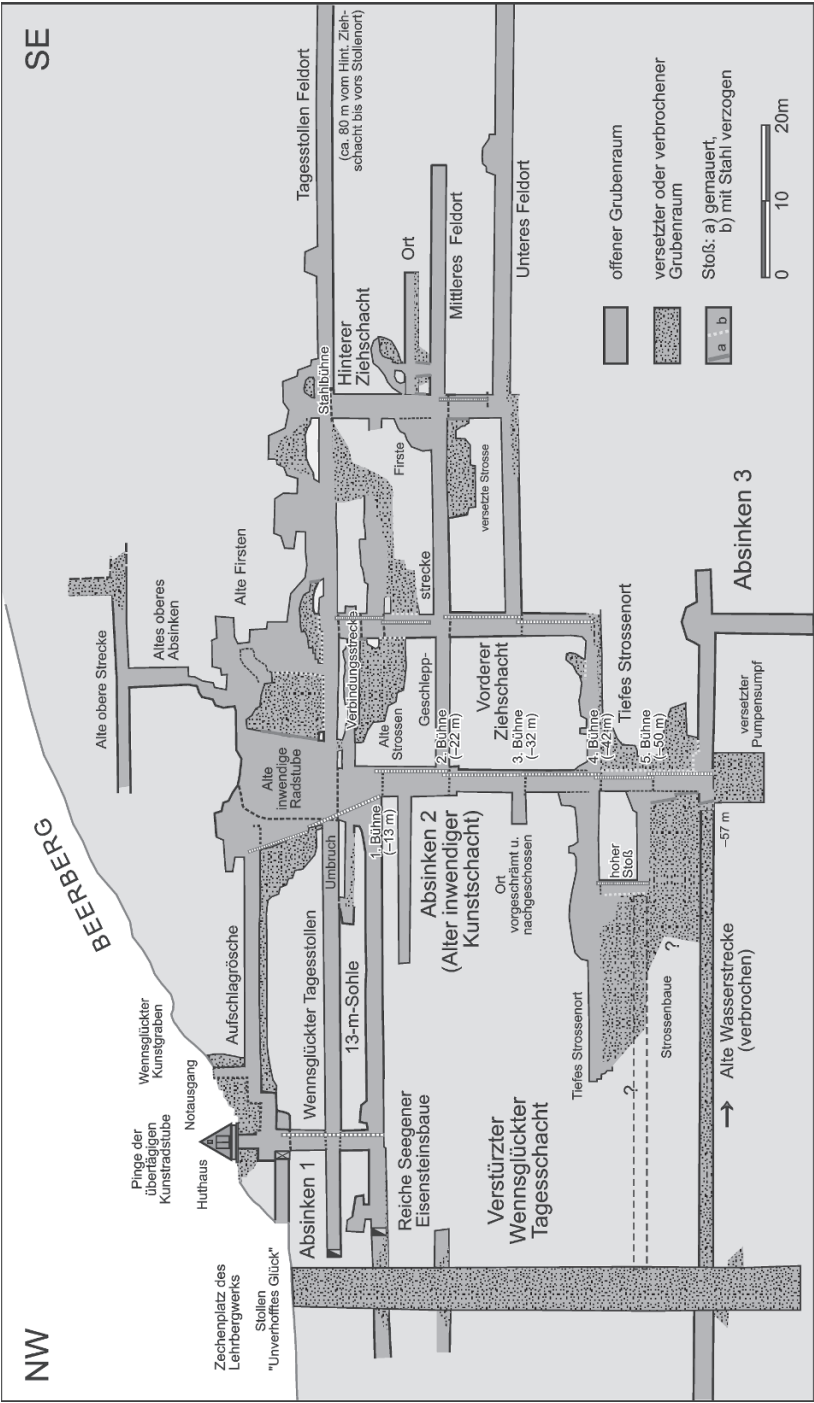 NW
SE
BEERBERG
Zechenplatz des
Lehrbergwerks
Stollen
"Unverhofftes Glück"
Pinge der
übertägigen
Kunstradstube
Huthaus
Notausgang
Wennsglückter
Kunstgraben
Aufschlagrösche
Alte obere Strecke
Altes oberes
Absinken
Alte Firsten
Alte
inwendige
Radstube
Tagesstollen Feldort
(ca. 80 m vom Hint. Zieh-
schacht bis vors Stollenort)
Stahlbühne
Hinterer
Ziehschacht
Ort
Firste
Mittleres Feldort
Unteres Feldort
versetzte Strosse
Absinken 1
Wennsglückter Tagesstollen
Umbruch
13-m-Sohle
Verbindungsstrecke
Alte
Strossen
Geschlepp-
strecke
1. Bühne
(–13 m)
2. Bühne
(–22 m)
3. Bühne
(–32 m)
4. Bühne
(–42m)
5. Bühne
(–50 m)
Reiche Seegener
Eisensteinsbaue
Absinken 2
(Alter inwendiger
Kunstschacht)
Vorderer
Ziehschacht
Ort
vorgeschrämt u.
nachgeschossen
Verstürzter
Wennsglückter
Tagesschacht
Tiefes Strossenort
hoher
Stoß
Tiefes Strossenort
?
Strossenbaue
?
–57 m
versetzter
Pumpensumpf
Absinken 3
→ Alte Wasserstrecke
(verbrochen)
offener Grubenraum
versetzter oder verbrochener
Grubenraum
a b
Stoß: a) gemauert,
b) mit Stahl verzogen
0 10 20m